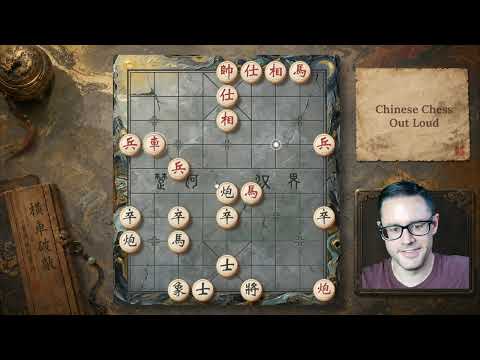 Chinese Chess
Out Loud
帥 仕 相 馬
仕
相
兵 車 兵
兵
楚 河 汉 界
炮 馬
卒 卒 卒 卒
炮 馬
士
象 士 將 炮